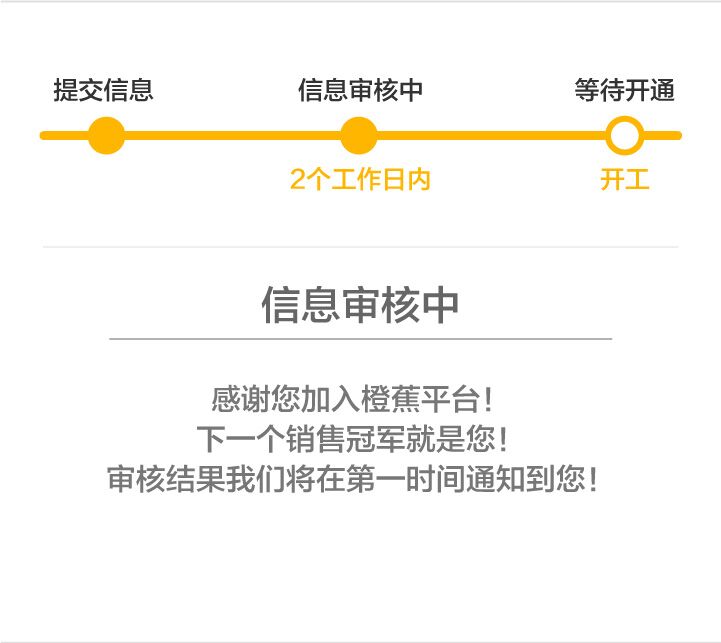 提交信息
信息审核中
等待开通
2个工作日内
开工
信息审核中
感谢您加入橙蕉平台！
下一个销售冠军就是您！
审核结果我们将在第一时间通知到您！